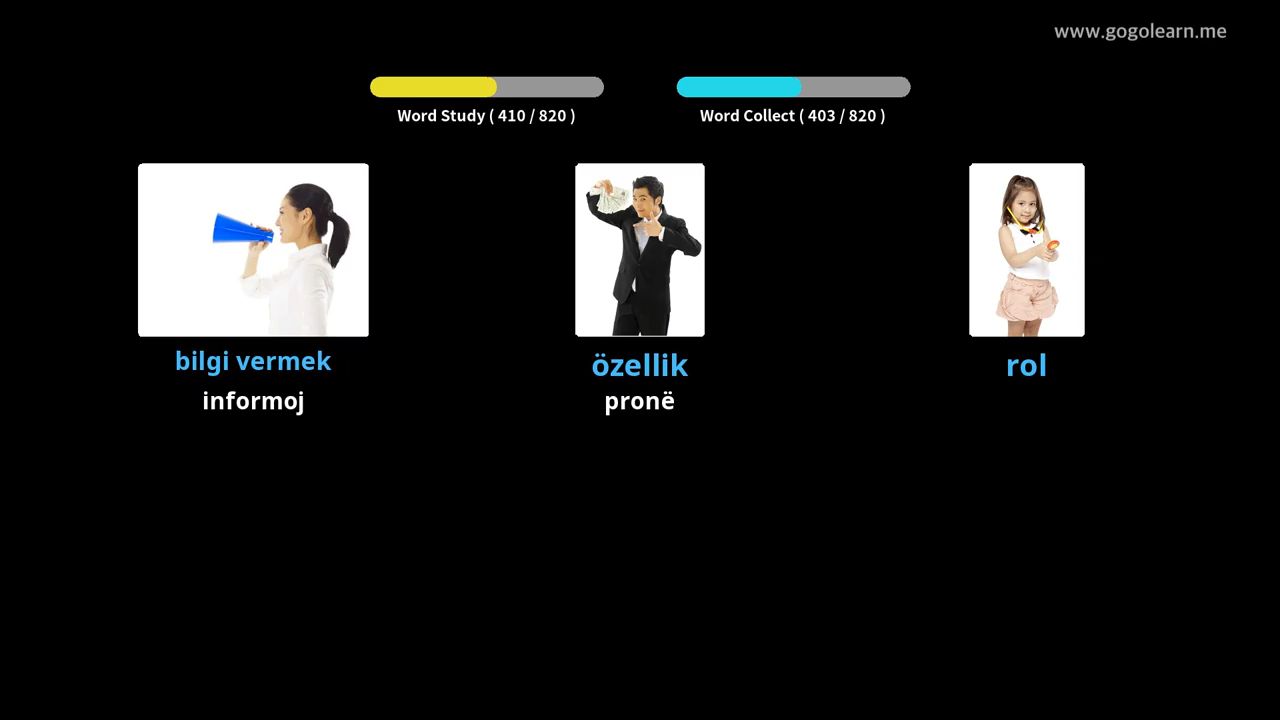 www.gogolearn.me
Word Study ( 410 / 820 )
Word Collect ( 403 / 820 )
bilgi vermek
informoj
özellik
pronë
rol